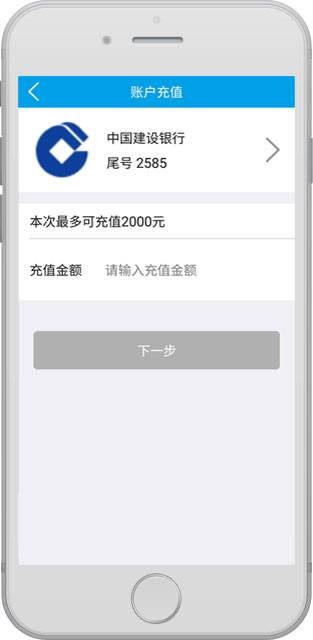 账户充值
中国建设银行
尾号 2585
本次最多可充值2000元
充值金额 请输入充值金额
下一步